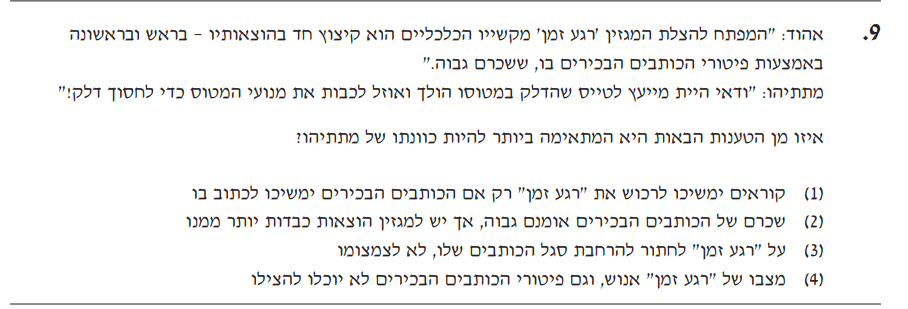 9. אהוד: "המפתח להצלת המגזין 'רגע זמן' מקשייו הכלכליים הוא קיצוץ חד בהוצאותיו – בראש ובראשונה
באמצעות פיטורי הכותבים הבכירים בו, ששכרם גבוה."
מתתיהו: "ודאי היית מייעץ לטייס שהדלק במטוסו הולך ואוזל לכבות את מנועי המטוס כדי לחסוך דלק!"
איזו מן הטענות הבאות היא המתאימה ביותר להיות כוונתו של מתתיהו?
(1) קוראים ימשיכו לרכוש את "רגע זמן" רק אם הכותבים הבכירים ימשיכו לכתוב בו
(2) שכרם של הכותבים הבכירים אומנם גבוה, אך יש למגזין הוצאות כבדות יותר ממנו
(3) על "רגע זמן" לחתור להרחבת סגל הכותבים שלו, לא לצמצומו
(4) מצבו של "רגע זמן" אנוש, וגם פיטורי הכותבים הבכירים לא יוכלו להצילו